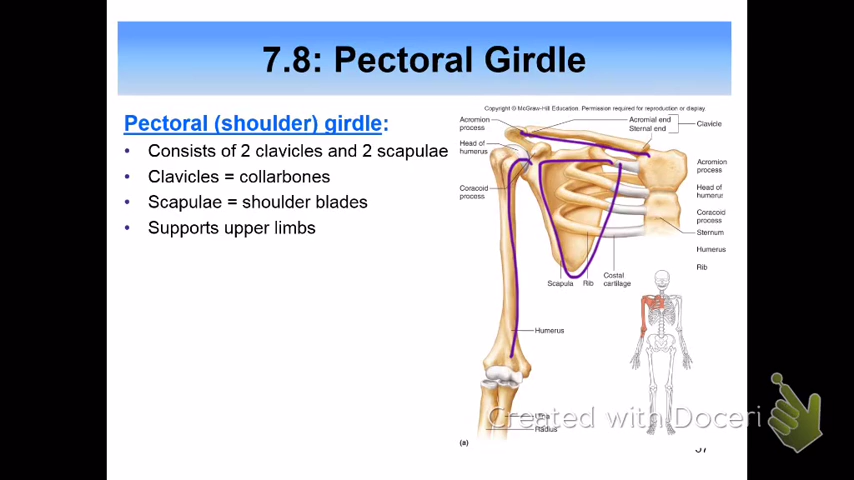 7.8: Pectoral Girdle
Pectoral (shoulder) girdle:
• Consists of 2 clavicles and 2 scapulae
• Clavicles = collarbones
• Scapulae = shoulder blades
• Supports upper limbs
Copyright © McGraw-Hill Education. Permission required for reproduction or display.
Acromion
process
Head of
humerus
Coracoid
process
Acromial end
Sternal end
Clavicle
Acromion
process
Head of
humerus
Coracoid
process
Sternum
Humerus
Rib
Scapula
Rib
Costal
cartilage
Humerus
Ulna
Radius
(a)
Created with Doceri